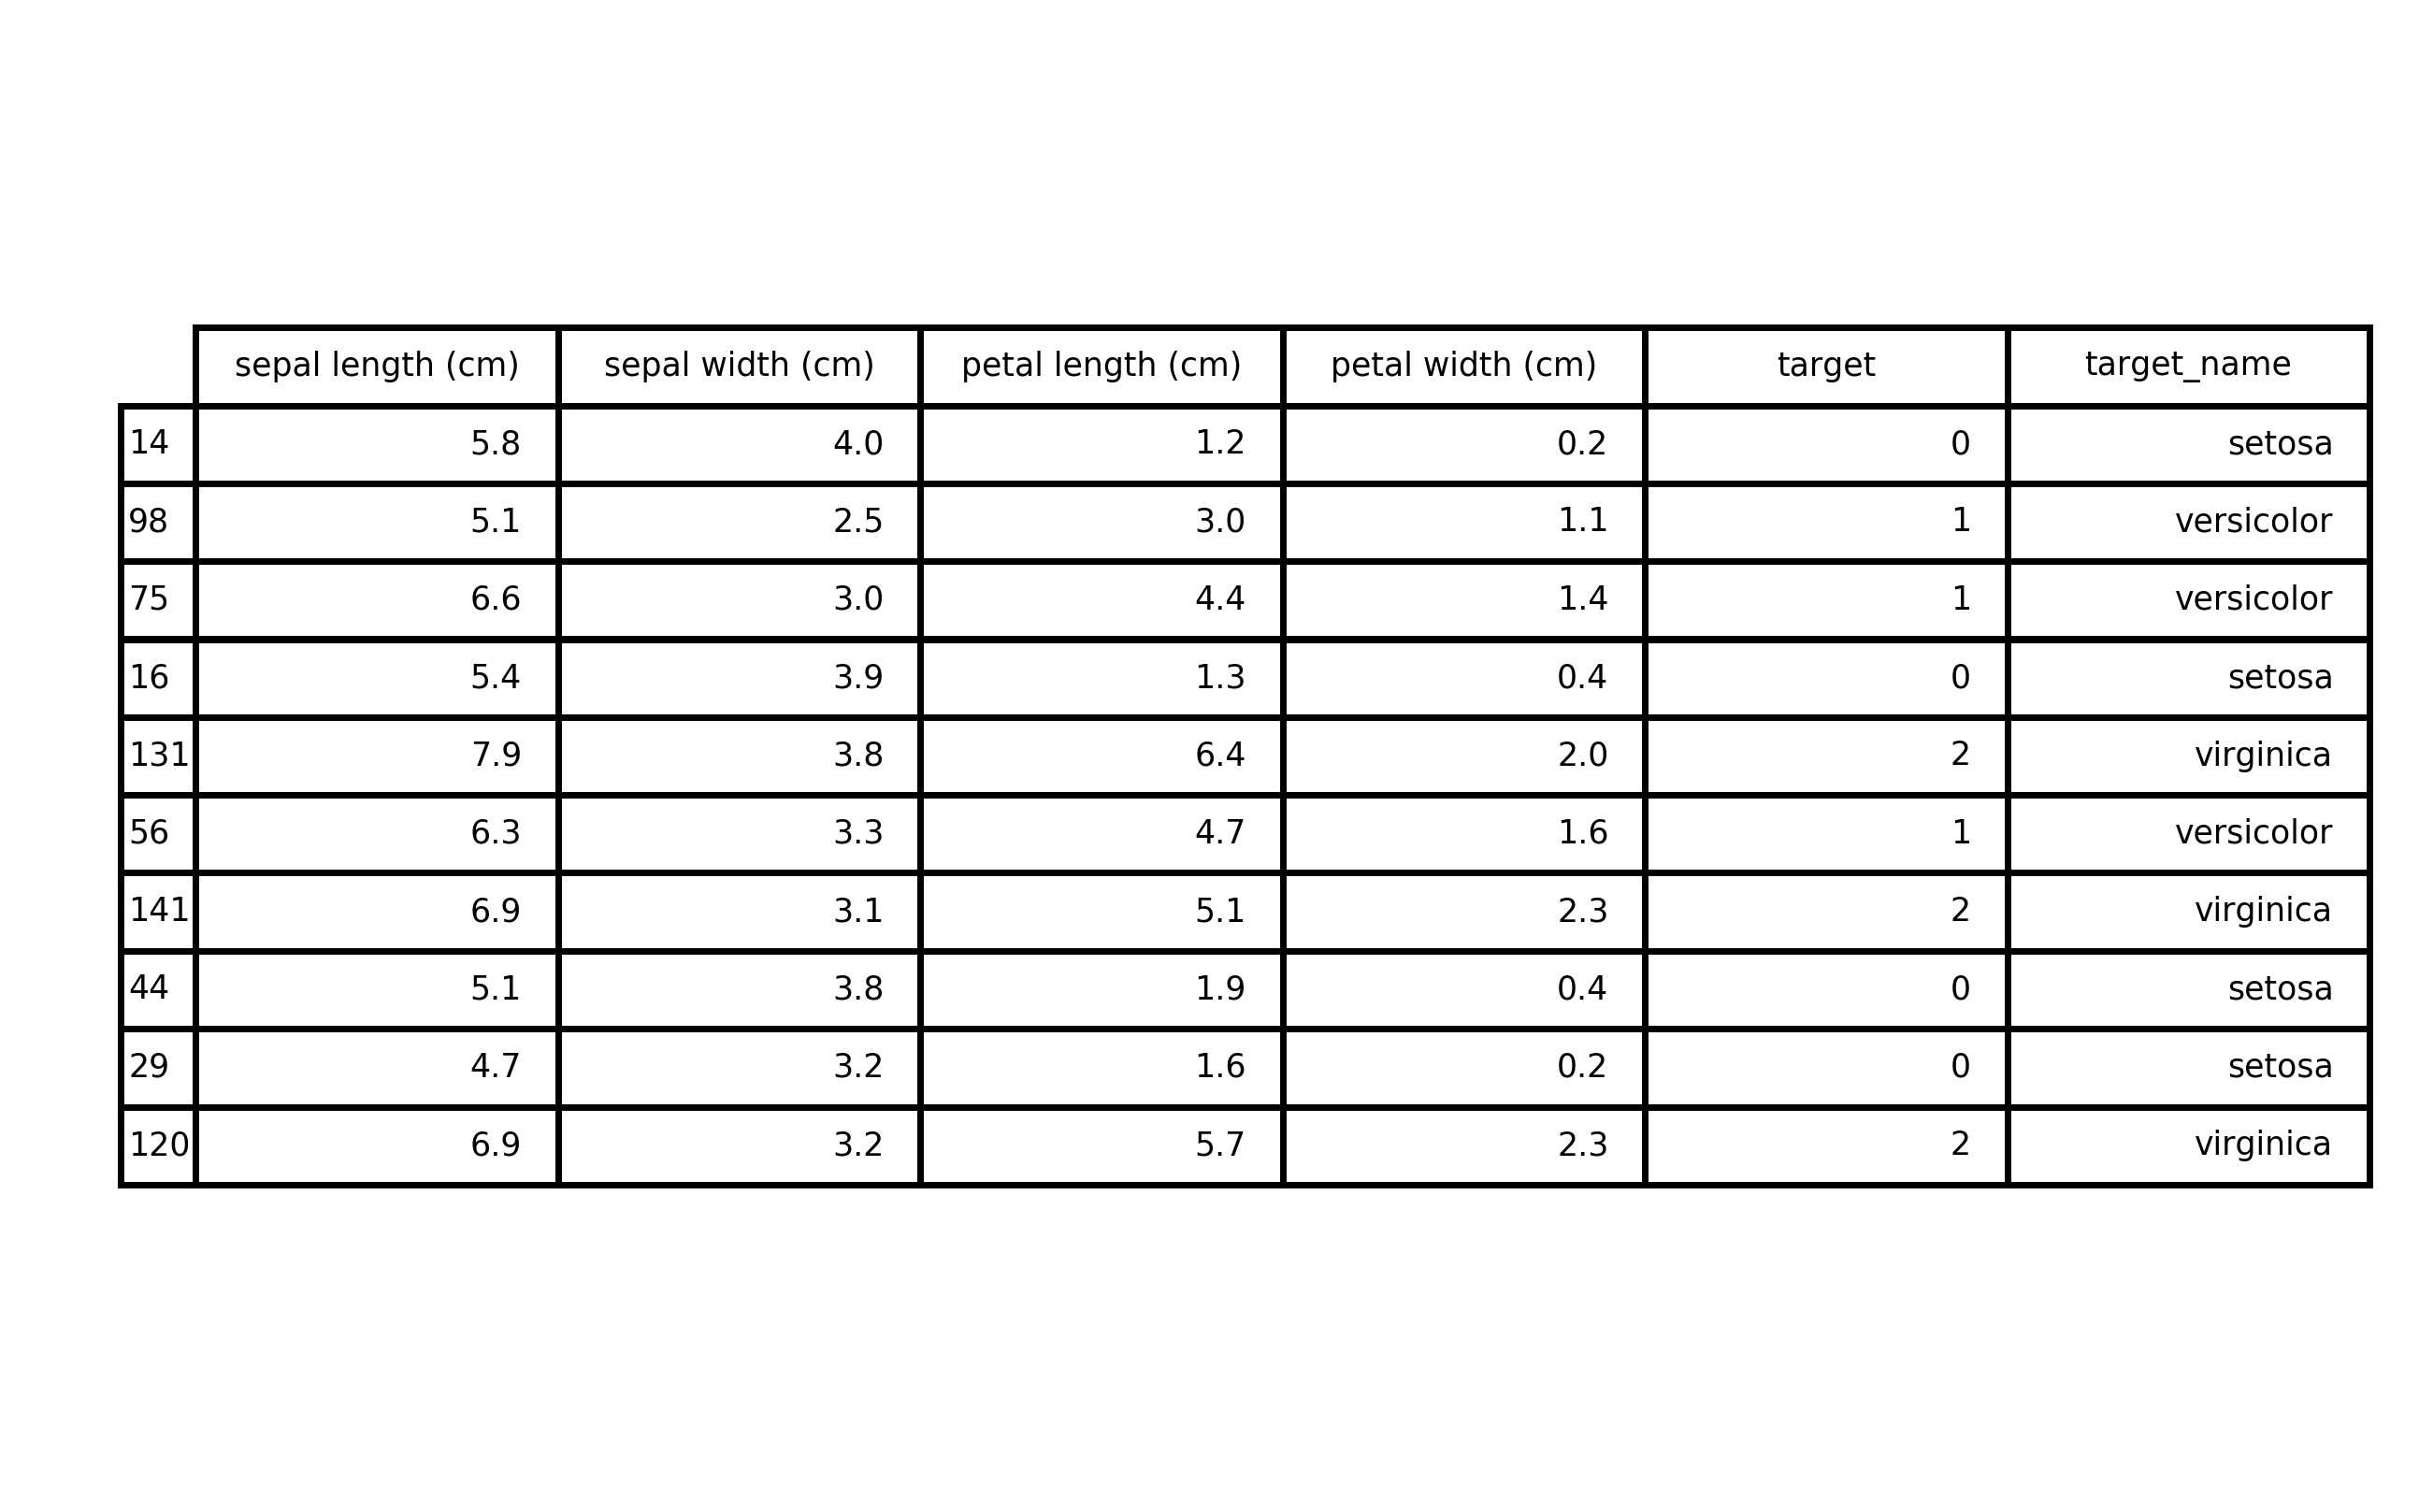 sepal length (cm) sepal width (cm) petal length (cm) petal width (cm) target target_name
14 5.8 4.0 1.2 0.2 0 setosa
98 5.1 2.5 3.0 1.1 1 versicolor
75 6.6 3.0 4.4 1.4 1 versicolor
16 5.4 3.9 1.3 0.4 0 setosa
131 7.9 3.8 6.4 2.0 2 virginica
56 6.3 3.3 4.7 1.6 1 versicolor
141 6.9 3.1 5.1 2.3 2 virginica
44 5.1 3.8 1.9 0.4 0 setosa
29 4.7 3.2 1.6 0.2 0 setosa
120 6.9 3.2 5.7 2.3 2 virginica